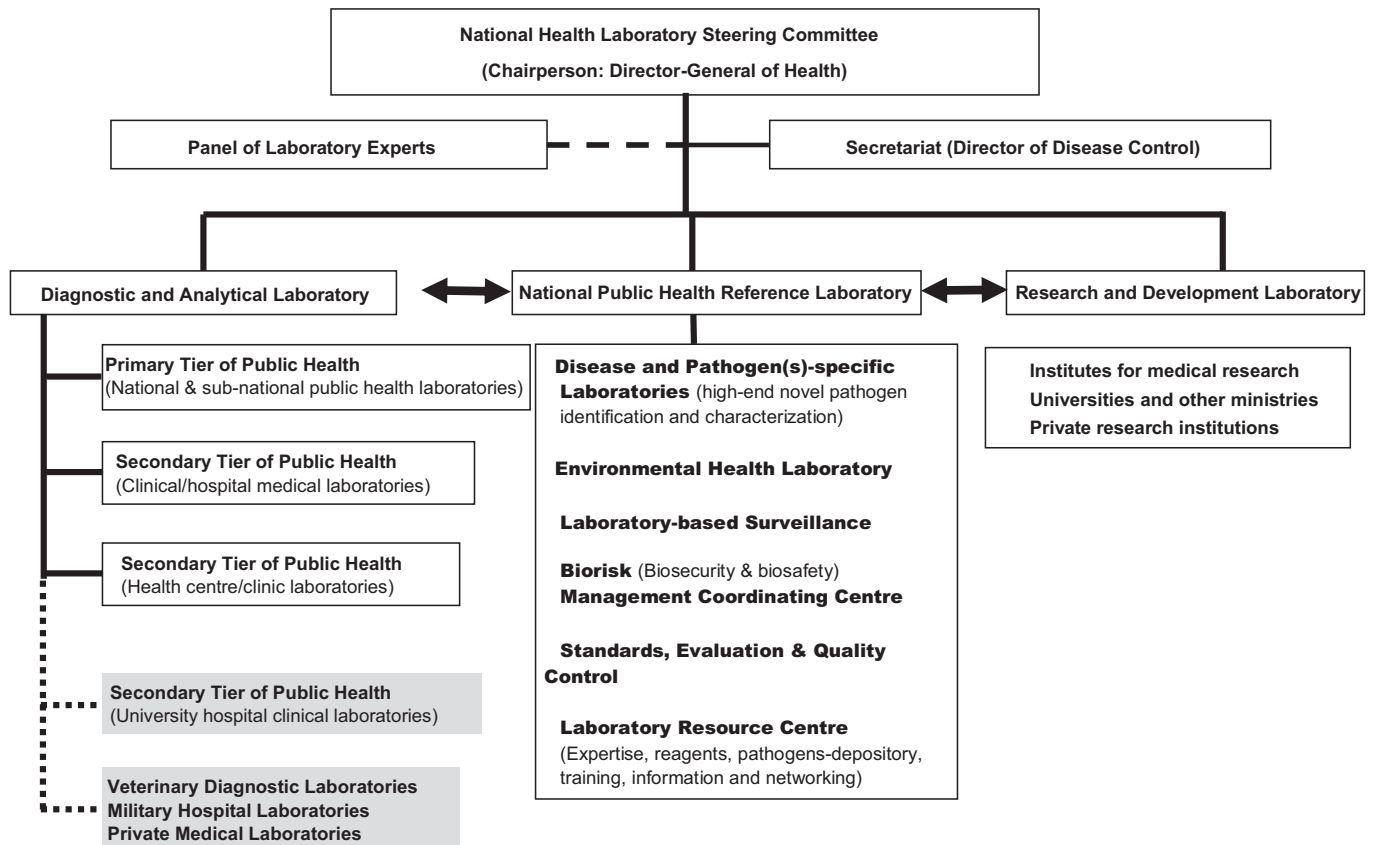 National Health Laboratory Steering Committee
(Chairperson: Director-General of Health)
Panel of Laboratory Experts
Secretariat (Director of Disease Control)
Diagnostic and Analytical Laboratory
National Public Health Reference Laboratory
Research and Development Laboratory
Primary Tier of Public Health
(National & sub-national public health laboratories)
Secondary Tier of Public Health
(Clinical/hospital medical laboratories)
Secondary Tier of Public Health
(Health centre/clinic laboratories)
Secondary Tier of Public Health
(University hospital clinical laboratories)
Veterinary Diagnostic Laboratories
Military Hospital Laboratories
Private Medical Laboratories
Disease and Pathogen(s)-specific
Laboratories (high-end novel pathogen
identification and characterization)
Environmental Health Laboratory
Laboratory-based Surveillance
Biorisk (Biosecurity & biosafety)
Management Coordinating Centre
Standards, Evaluation & Quality
Control
Laboratory Resource Centre
(Expertise, reagents, pathogens-depository,
training, information and networking)
Institutes for medical research
Universities and other ministries
Private research institutions